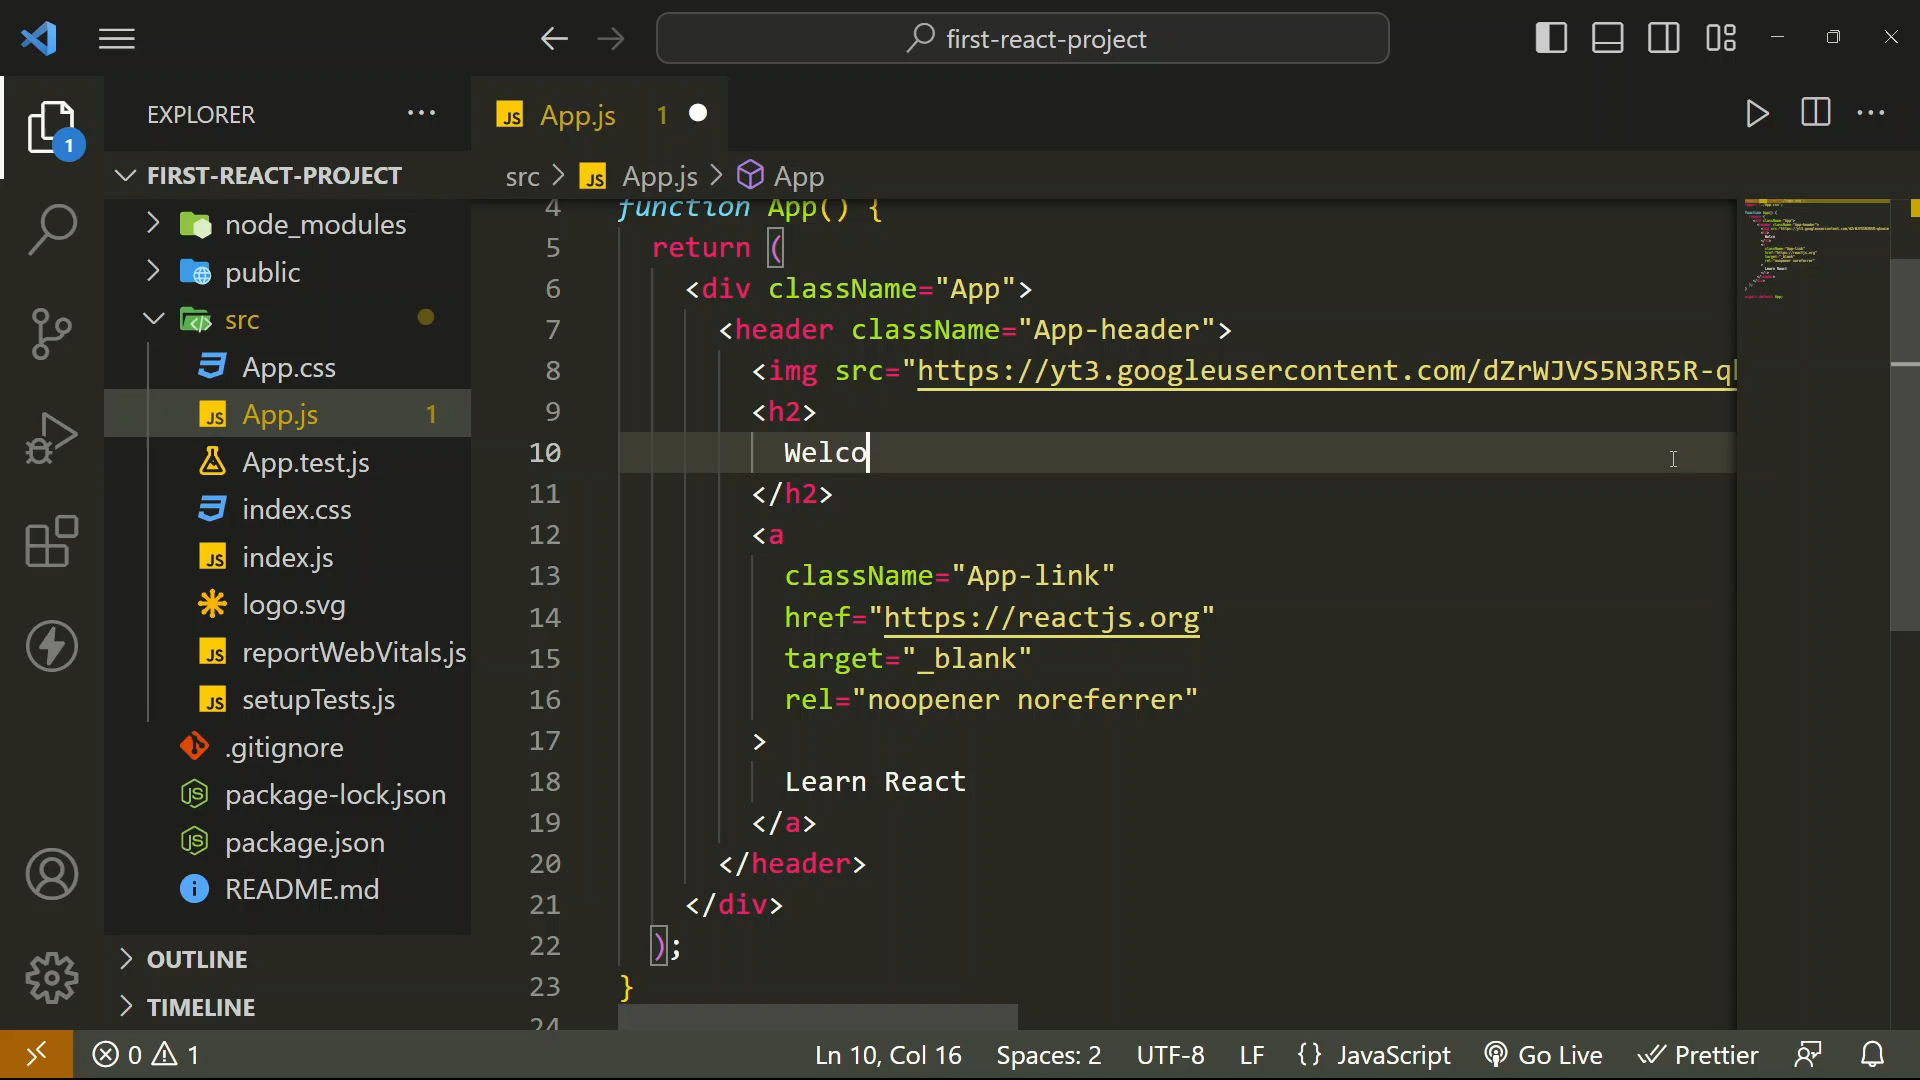 first-react-project
EXPLORER
App.js 1
1
FIRST-REACT-PROJECT
src > App.js > App
node_modules
public
src
App.css
App.js 1
App.test.js
index.css
index.js
logo.svg
reportWebVitals.js
setupTests.js
.gitignore
package-lock.json
package.json
README.md
OUTLINE
TIMELINE
4 function App() {
5 return (
6 <div className="App">
7 <header className="App-header">
8 <img src="https://yt3.googleusercontent.com/dZrWJVS5N3R5R-q
9 <h2>
10 Welco
11 </h2>
12 <a
13 className="App-link"
14 href="https://reactjs.org"
15 target="_blank"
16 rel="noopener noreferrer"
17 >
18 Learn React
19 </a>
20 </header>
21 </div>
22 );
23 }
24
0 1 Ln 10, Col 16 Spaces: 2 UTF-8 LF {} JavaScript Go Live Prettier